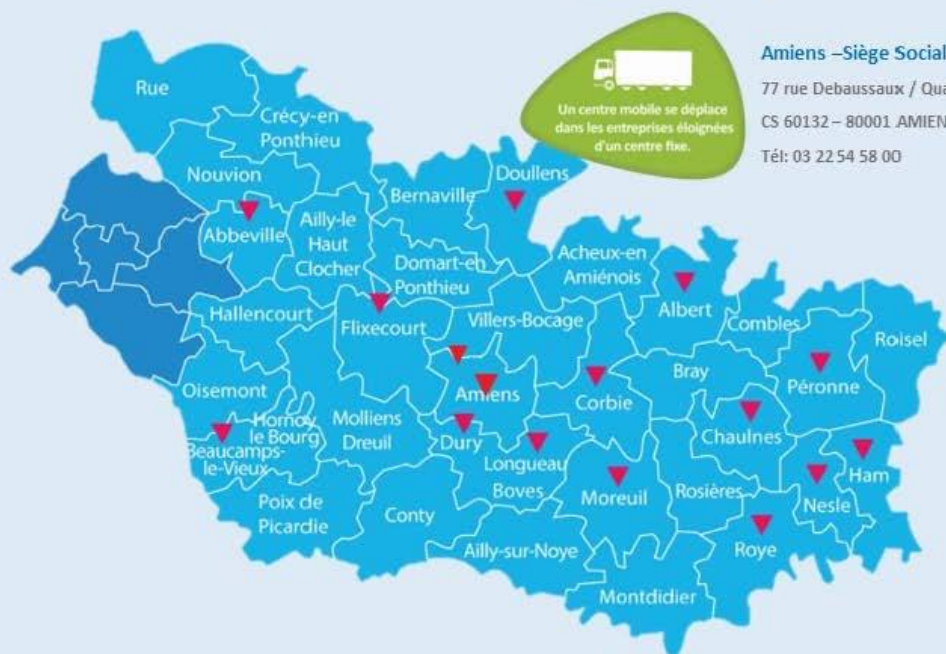 Amiens –Siège Social
77 rue Debaussaux / Qua
CS 60132 – 80001 AMIEN
Tél: 03 22 54 58 00
Un centre mobile se déplace
dans les entreprises éloignées
d'un centre fixe.
Rue
Crécy-en
Ponthieu
Nouvion
Bernaville
Doullens
Abbeville
Ailly-le
Haut
Clocher
Domart-en
Ponthieu
Acheux-en
Amiénois
Albert
Hallencourt
Flixecourt
Villers-Bocage
Combles
Roisel
Oisemont
Amiens
Corbie
Bray
Péronne
Hornoy
le Bourg
Beaucamps-
le-Vieux
Molliens
Dreuil
Dury
Longueau
Boves
Chaulnes
Ham
Poix de
Picardie
Conty
Moreuil
Rosières
Nesle
Ailly-sur-Noye
Roye
Montdidier